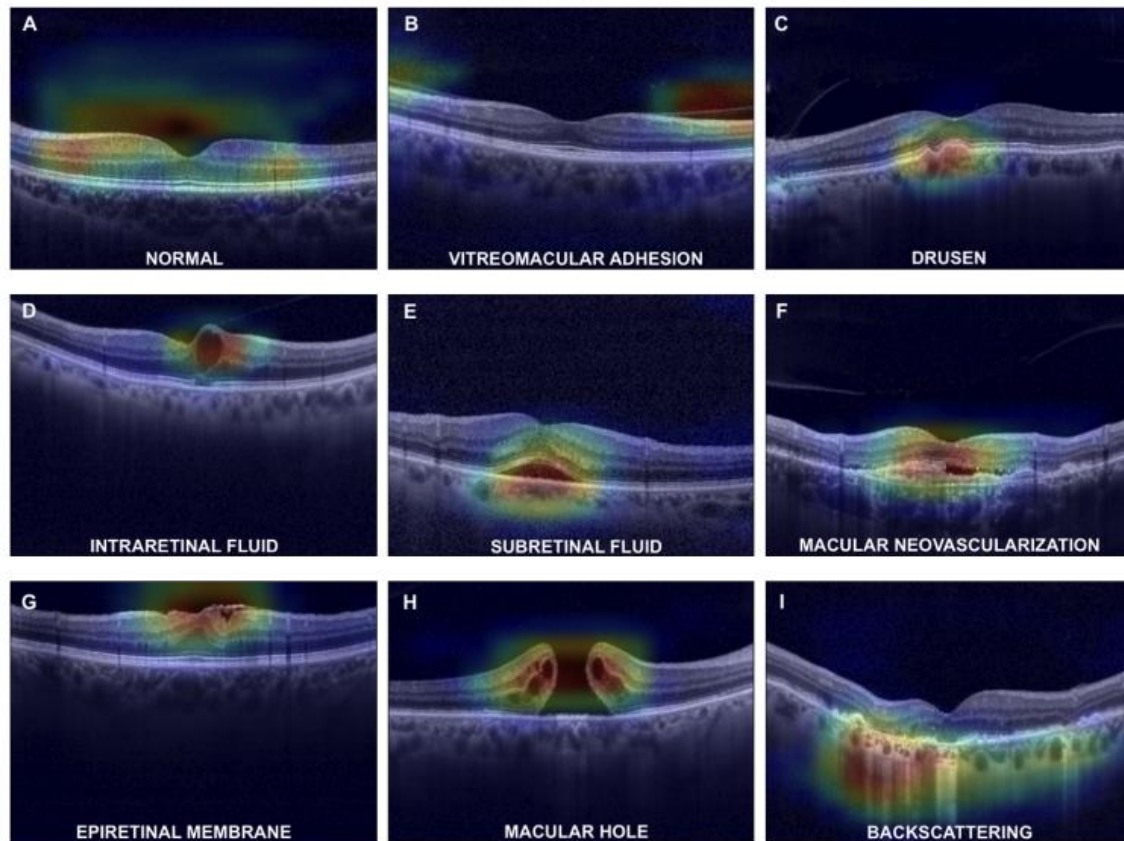 A
NORMAL
B
VITREOMACULAR ADHESION
C
DRUSEN
D
INTRARETINAL FLUID
E
SUBRETINAL FLUID
F
MACULAR NEOVASCULARIZATION
G
EPIRETINAL MEMBRANE
H
MACULAR HOLE
I
BACKSCATTERING